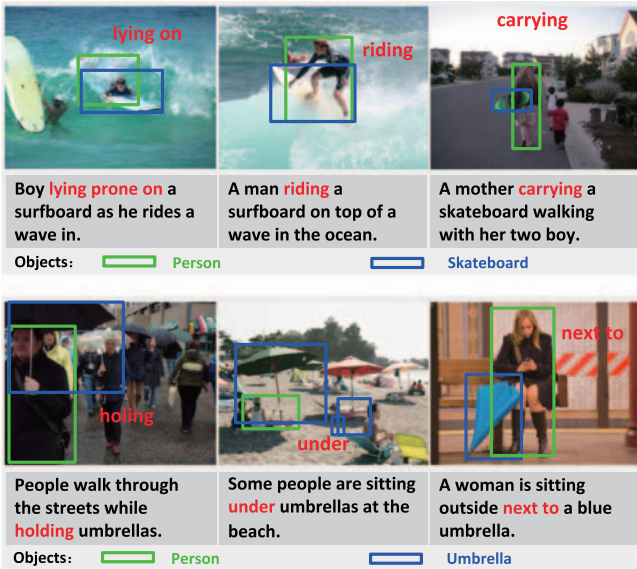 lying on
riding
carrying
Boy lying prone on a
surfboard as he rides a
wave in.
A man riding a
surfboard on top of a
wave in the ocean.
A mother carrying a
skateboard walking
with her two boy.
Objects: Person Skateboard
holing
under
next to
People walk through
the streets while
holding umbrellas.
Some people are sitting
under umbrellas at the
beach.
A woman is sitting
outside next to a blue
umbrella.
Objects: Person Umbrella